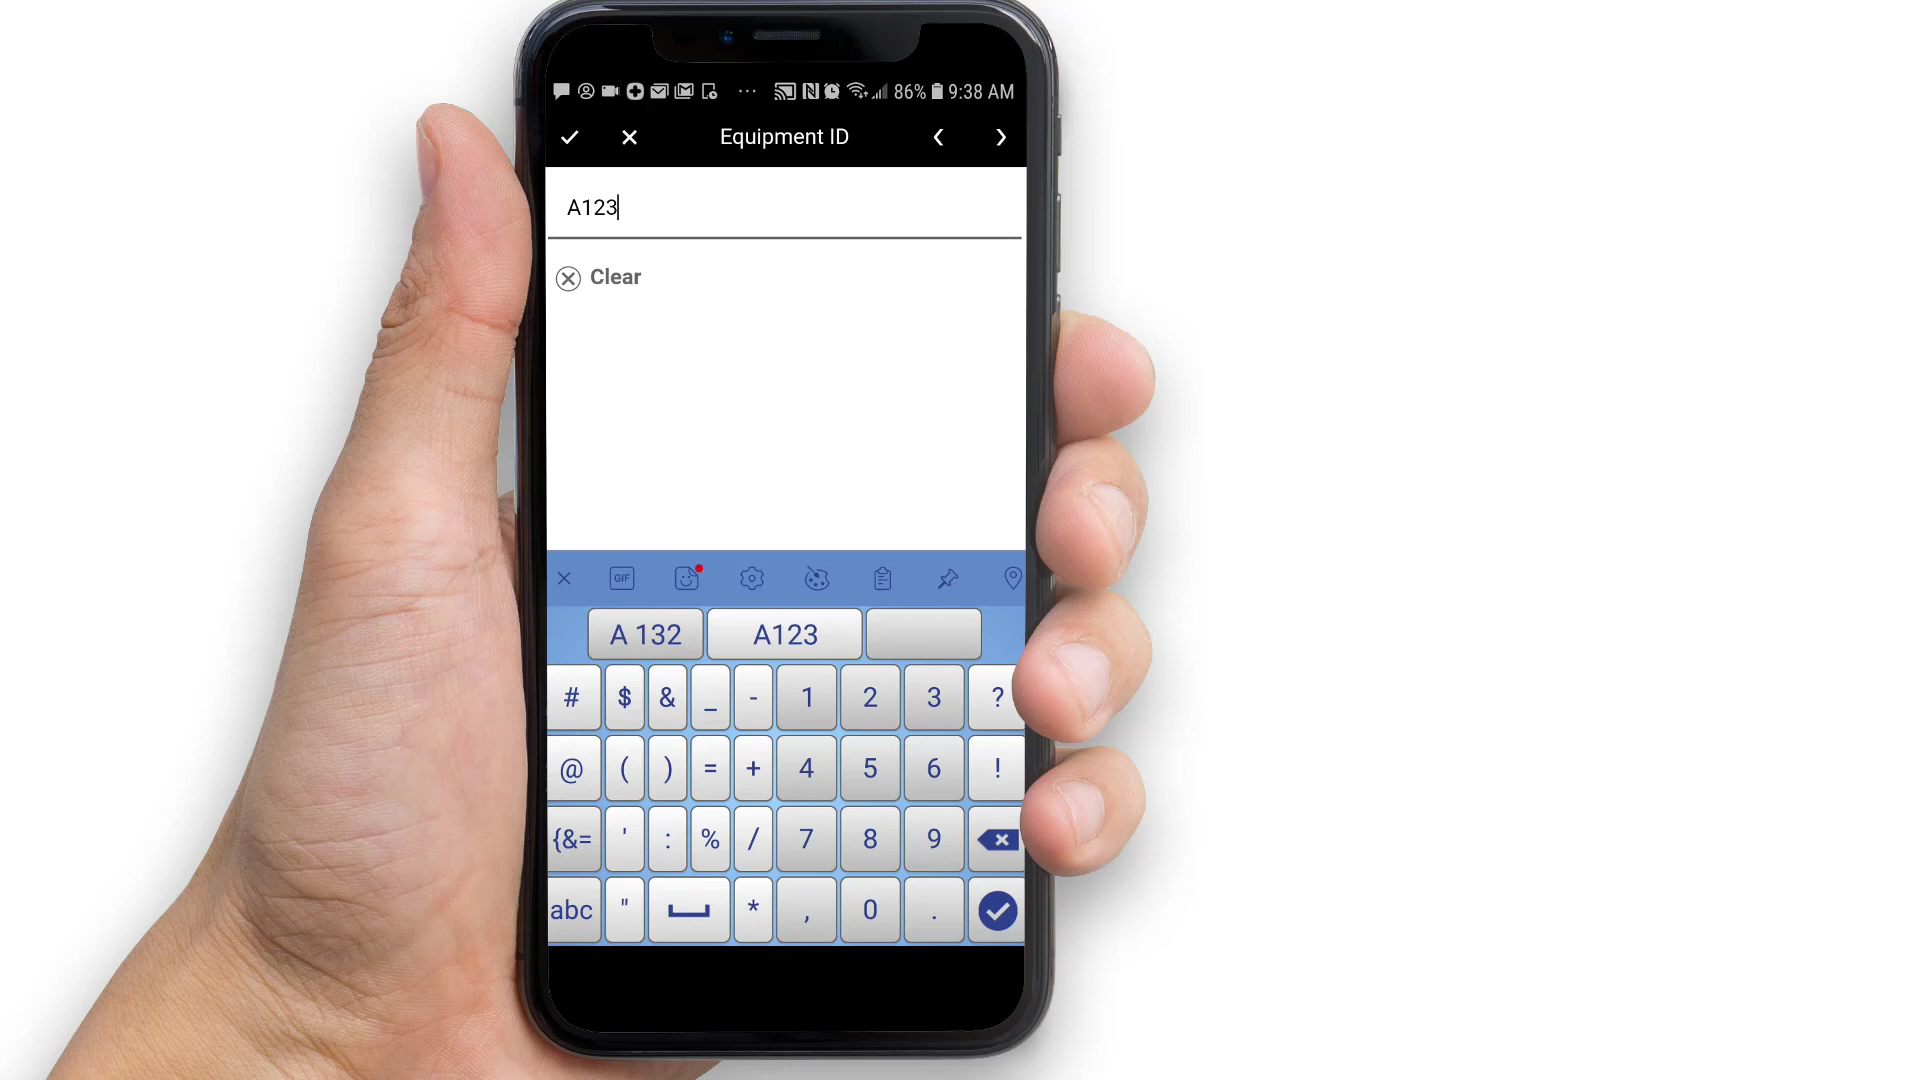 86% 9:38 AM
Equipment ID
A123
Clear
GIF
A 132 A123
# $ & _ - 1 2 3 ?
@ ( ) = + 4 5 6 !
{&= ' : % / 7 8 9
abc " * , 0 .